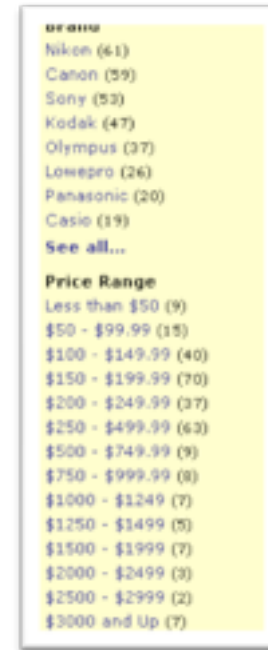 Brand
Nikon (61)
Canon (59)
Sony (53)
Kodak (47)
Olympus (37)
Lowepro (26)
Panasonic (20)
Casio (19)
See all...
Price Range
Less than $50 (9)
$50 - $99.99 (15)
$100 - $149.99 (40)
$150 - $199.99 (70)
$200 - $249.99 (37)
$250 - $499.99 (63)
$500 - $749.99 (9)
$750 - $999.99 (8)
$1000 - $1249 (7)
$1250 - $1499 (5)
$1500 - $1999 (7)
$2000 - $2499 (3)
$2500 - $2999 (2)
$3000 and Up (7)